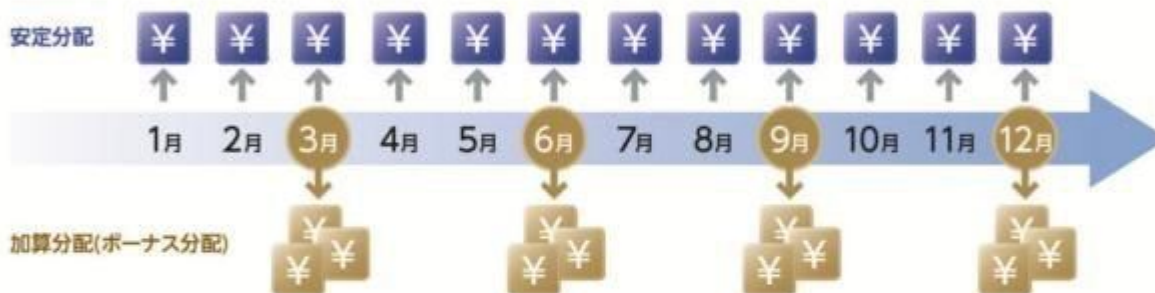 安定分配 ¥ ¥ ¥ ¥ ¥ ¥ ¥ ¥ ¥ ¥ ¥ ¥
1月 2月 3月 4月 5月 6月 7月 8月 9月 10月 11月 12月
加算分配(ボーナス分配) ¥ ¥ ¥ ¥ ¥ ¥ ¥ ¥ ¥ ¥ ¥ ¥